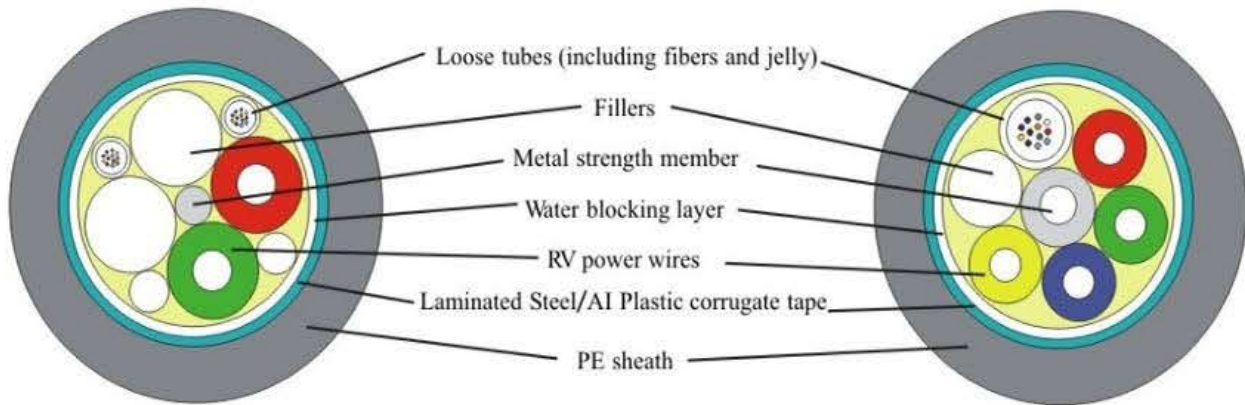 Loose tubes (including fibers and jelly)
Fillers
Metal strength member
Water blocking layer
RV power wires
Laminated Steel/AI Plastic corrugate tape
PE sheath